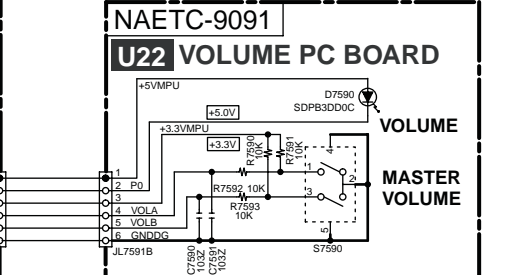 NAETC-9091
U22 VOLUME PC BOARD
+5VMPU
D7590
SDPB3DD0C
+5.0V
VOLUME
+3.3VMPU
+3.3V
R7590
10K
R7591
10K
4
1
2
3
5
MASTER
VOLUME
1
2 P0
3
4 VOLA
5 VOLB
6 GNDDG
R7592 10K
R7593
10K
JL7591B
C7590
103Z
C7591
103Z
S7590